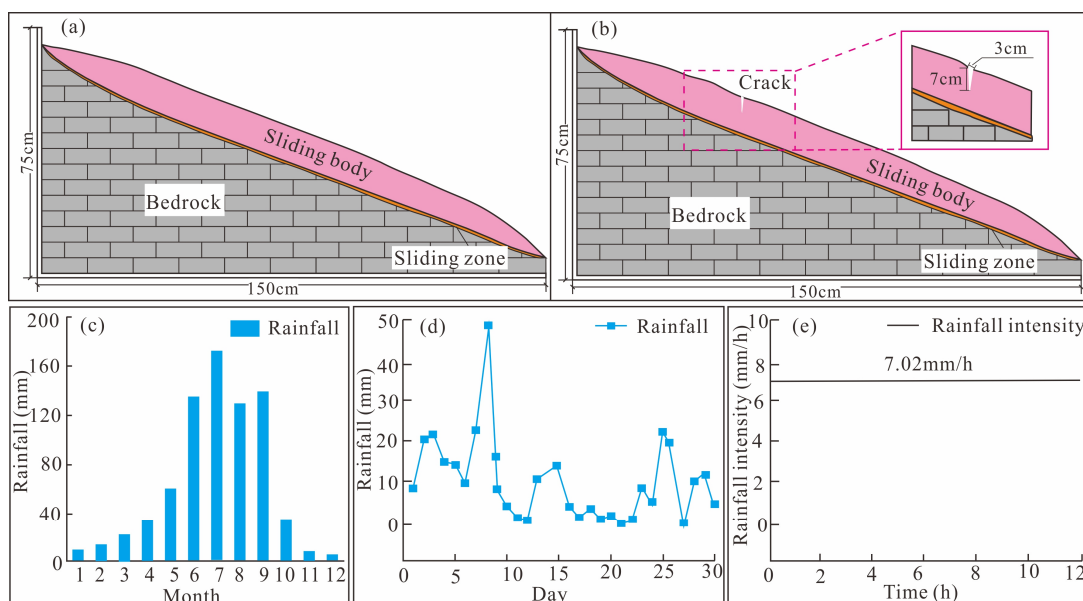 (a)
75cm
Sliding body
Bedrock
Sliding zone
150cm
(b)
75cm
Crack
3cm
7cm
Sliding body
Bedrock
Sliding zone
150cm
(c)
Rainfall
Rainfall (mm)
200
160
120
80
40
0
1 2 3 4 5 6 7 8 9 10 11 12
Month
(d)
Rainfall
Rainfall (mm)
50
40
50
20
10
0
0 5 10 15 20 25 30
Day
(e)
Rainfall intensity
7.02mm/h
Rainfall intensity (mm/h)
10
8
6
4
2
0
0 2 4 6 8 10 12
Time (h)